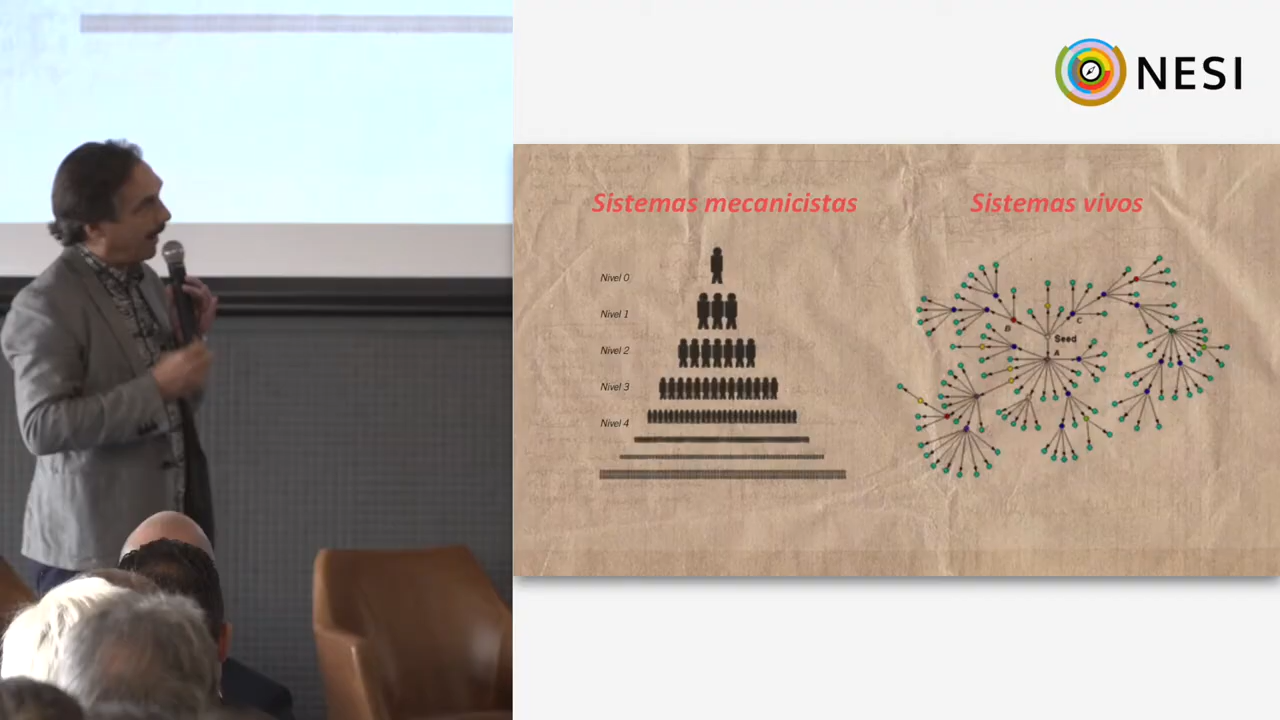 NESI
Sistemas mecanicistas
Sistemas vivos
Nivel 0
Nivel 1
Nivel 2
Nivel 3
Nivel 4
B
C
Seed
A